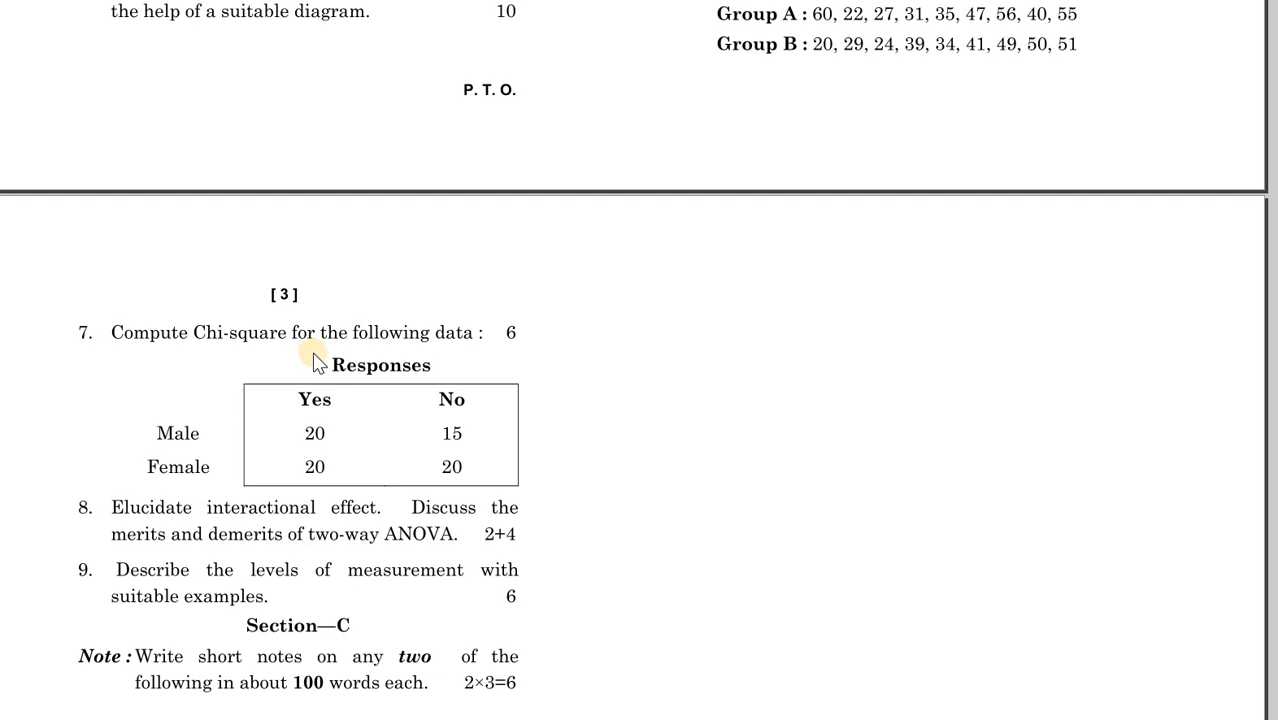 the help of a suitable diagram. 10
P. T. O.
Group A : 60, 22, 27, 31, 35, 47, 56, 40, 55
Group B : 20, 29, 24, 39, 34, 41, 49, 50, 51
[ 3 ]
7. Compute Chi-square for the following data : 6
Responses
Yes No
Male 20 15
Female 20 20
8. Elucidate interactional effect. Discuss the
merits and demerits of two-way ANOVA. 2+4
9. Describe the levels of measurement with
suitable examples. 6
Section—C
Note : Write short notes on any two of the
following in about 100 words each. 2×3=6